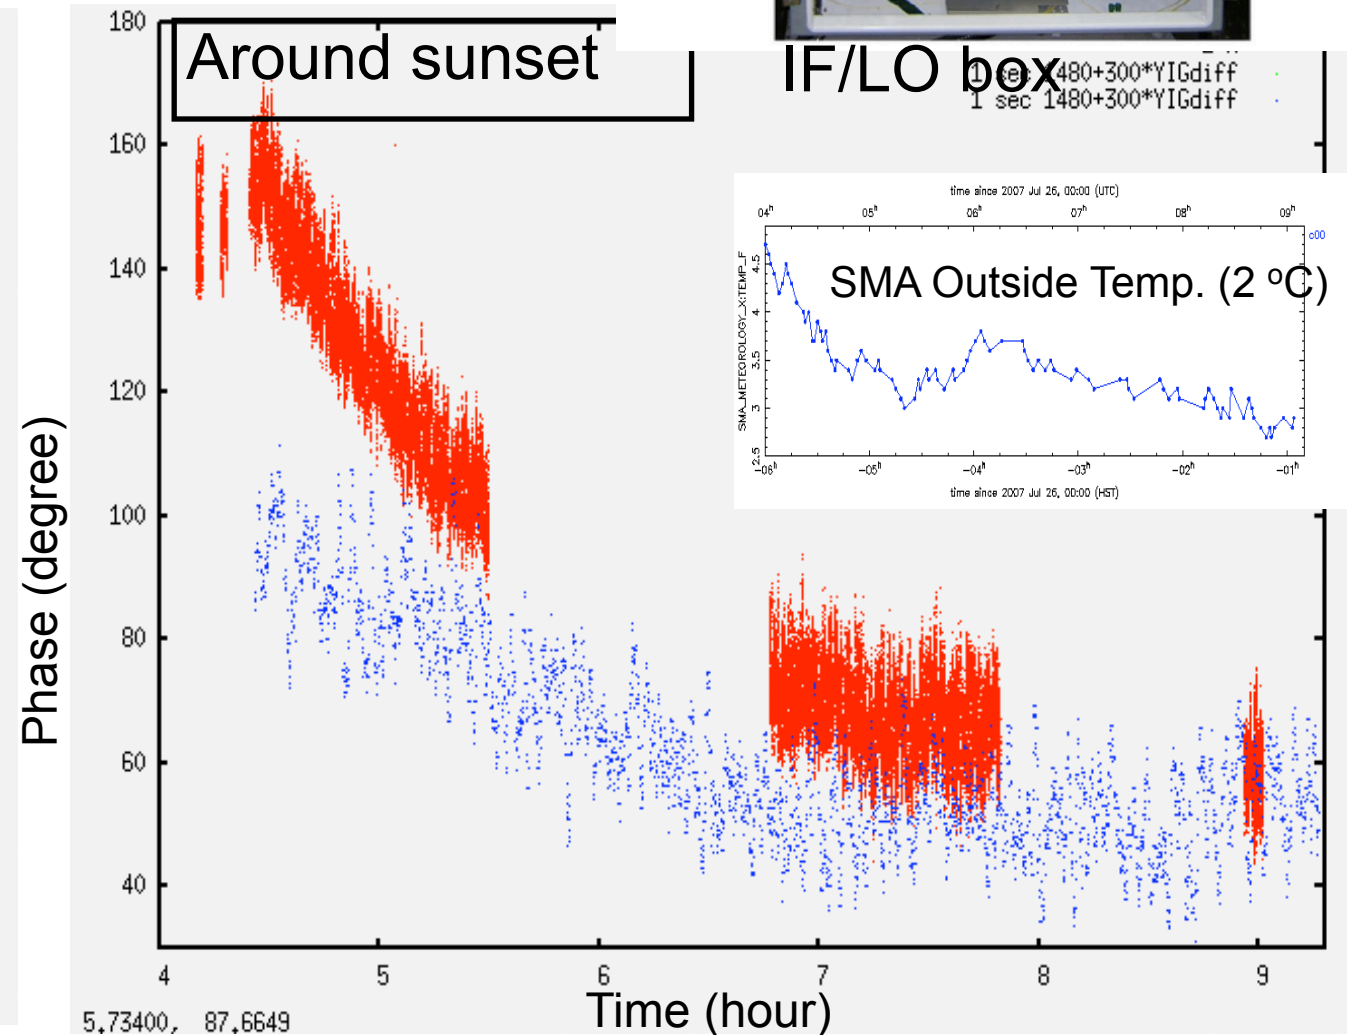 180
Around sunset
IF/LO box
1 sec 1480+300*YIGdiff
1 sec 1480+300*YIGdiff
160
140
120
100
80
60
40
Phase (degree)
time since 2007 Jul 26, 00:00 (UTC)
04h 05h 06h 07h 08h 09h
c00
SMA Outside Temp. (2 oC)
SMA_METEOROLOGY_X:TEMP_F
4.5
4
3.5
3
2.5
-06h -05h -04h -03h -02h -01h
time since 2007 Jul 26, 00:00 (HST)
4 5 6 7 8 9
Time (hour)
5.73400, 87.6649